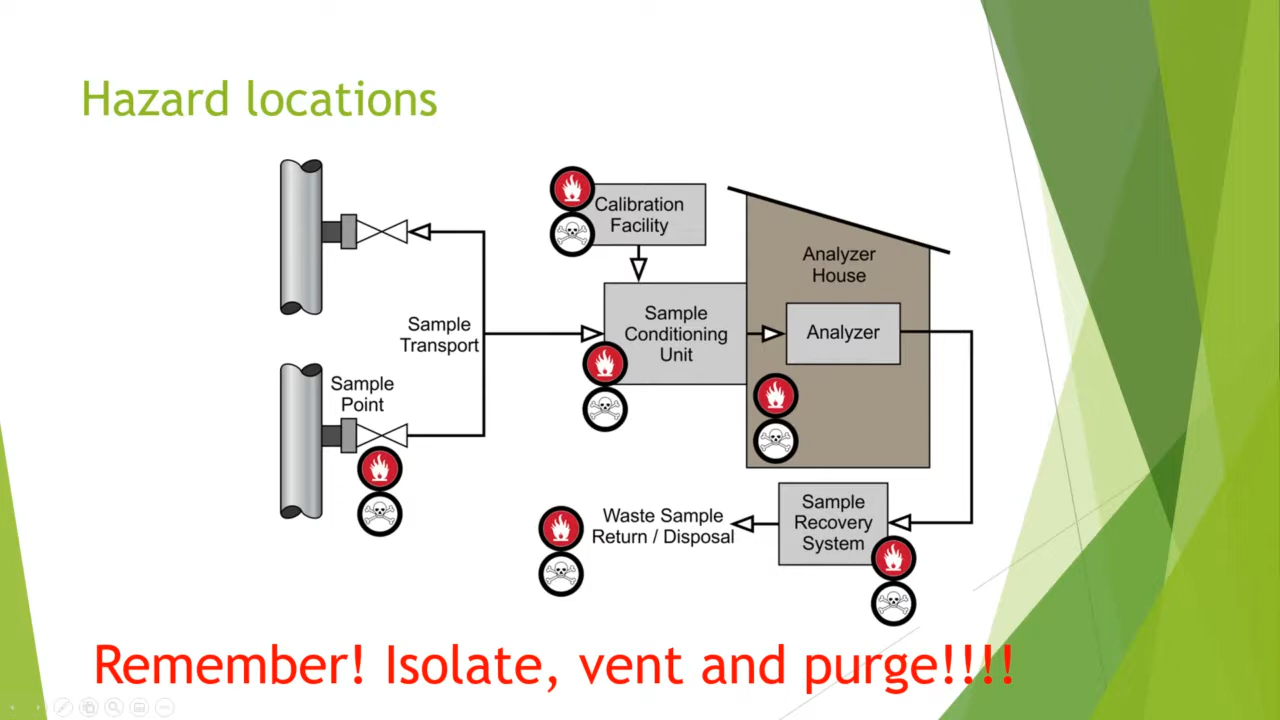 Hazard locations
Calibration
Facility
Analyzer
House
Sample
Conditioning
Unit
Analyzer
Sample
Transport
Sample
Point
Sample
Recovery
System
Waste Sample
Return / Disposal
Remember! Isolate, vent and purge!!!!